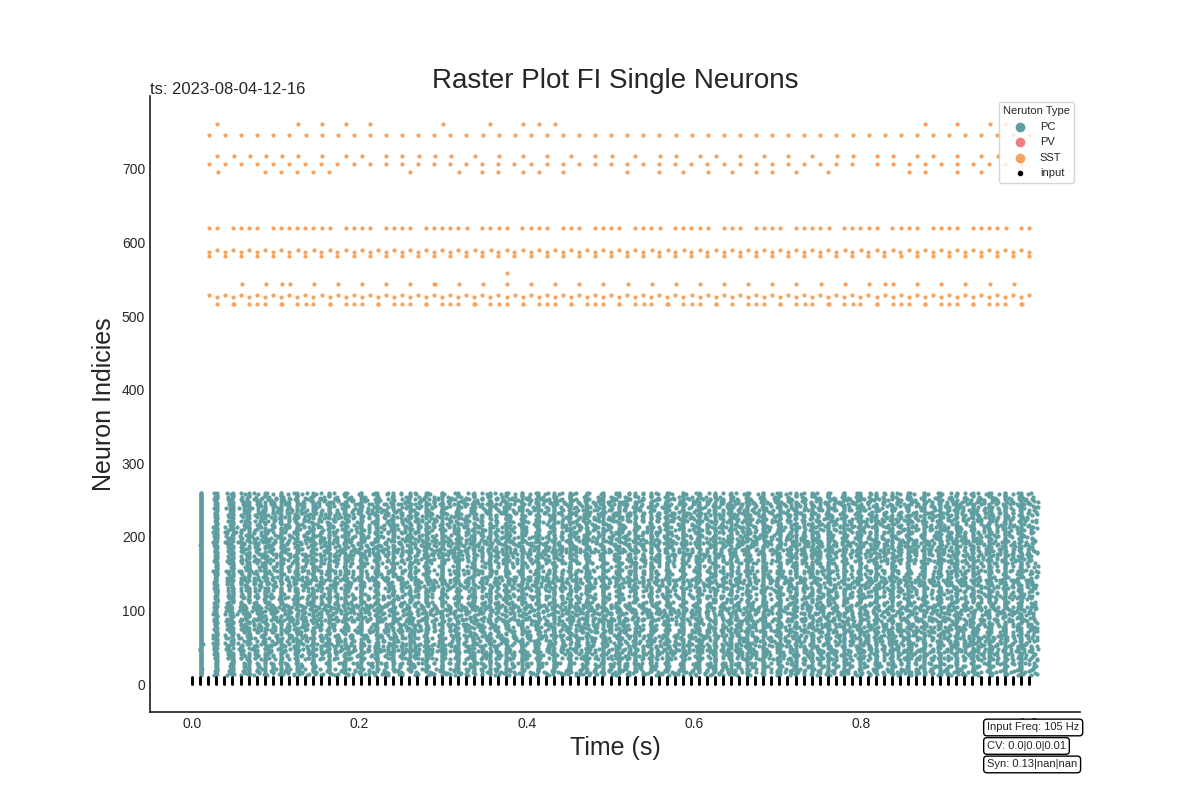 Raster Plot FI Single Neurons
ts: 2023-08-04-12-16
Neruton Type
PC
PV
SST
input
Neuron Indicies
700
600
500
400
300
200
100
0
0.0
0.2
0.4
0.6
0.8
Time (s)
Input Freq: 105 Hz
CV: 0.0|0.0|0.01
Syn: 0.13|nan|nan